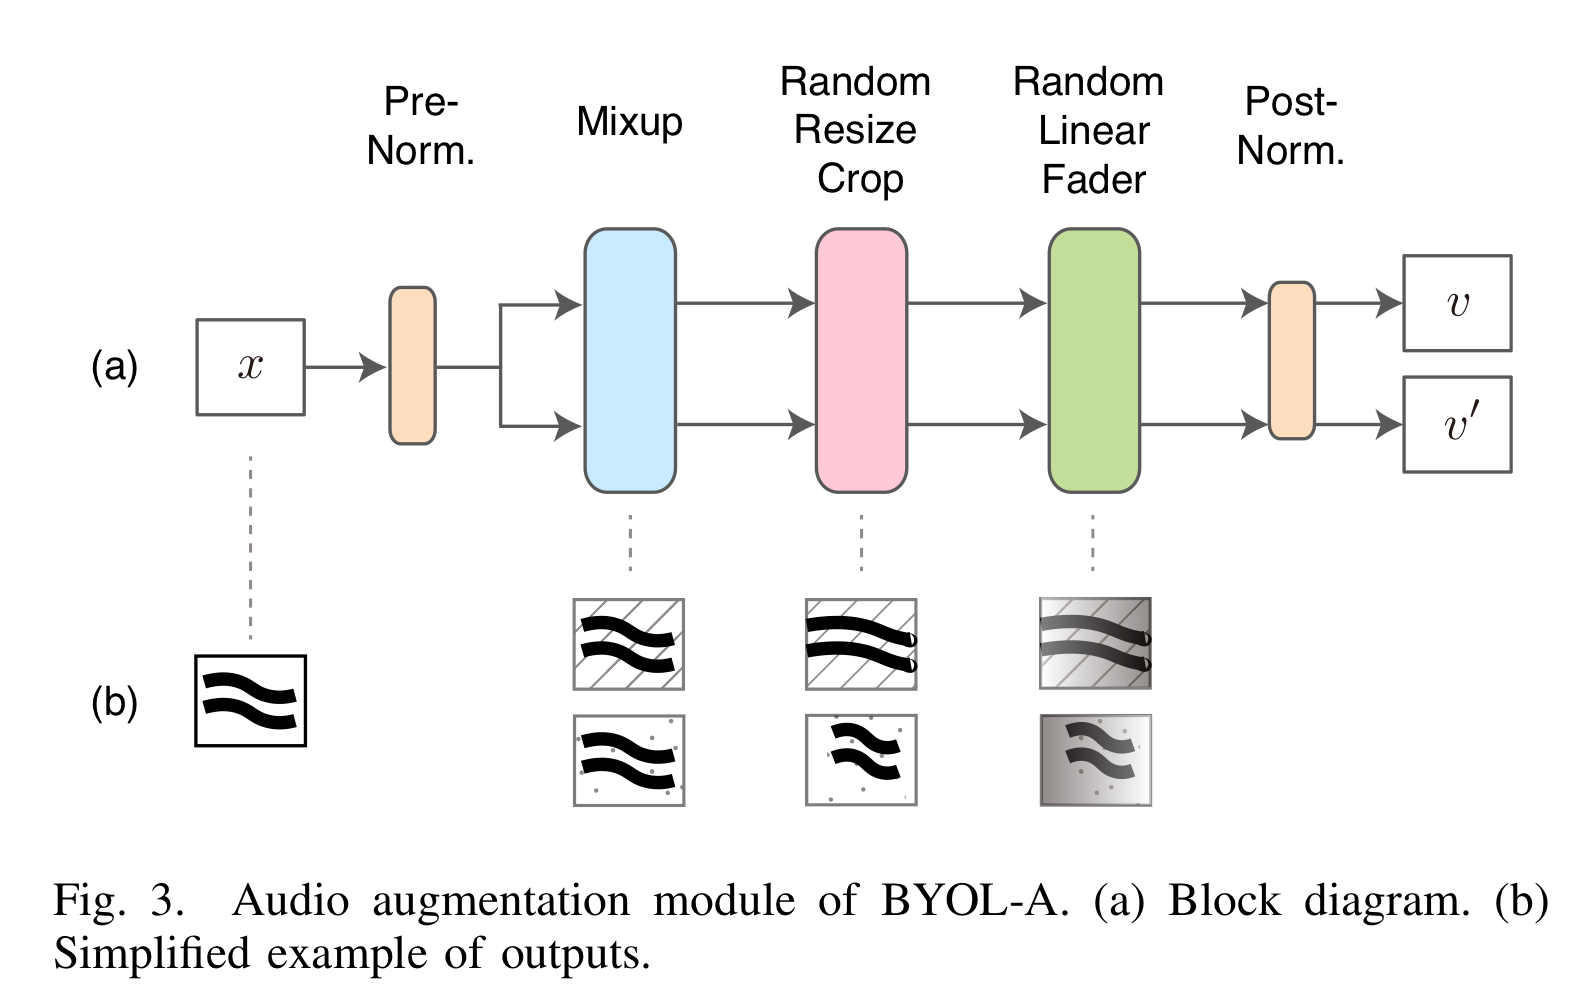 Pre-
Norm.
Mixup
Random
Resize
Crop
Random
Linear
Fader
Post-
Norm.
(a)
x
v
v′
(b)
Fig. 3. Audio augmentation module of BYOL-A. (a) Block diagram. (b)
Simplified example of outputs.